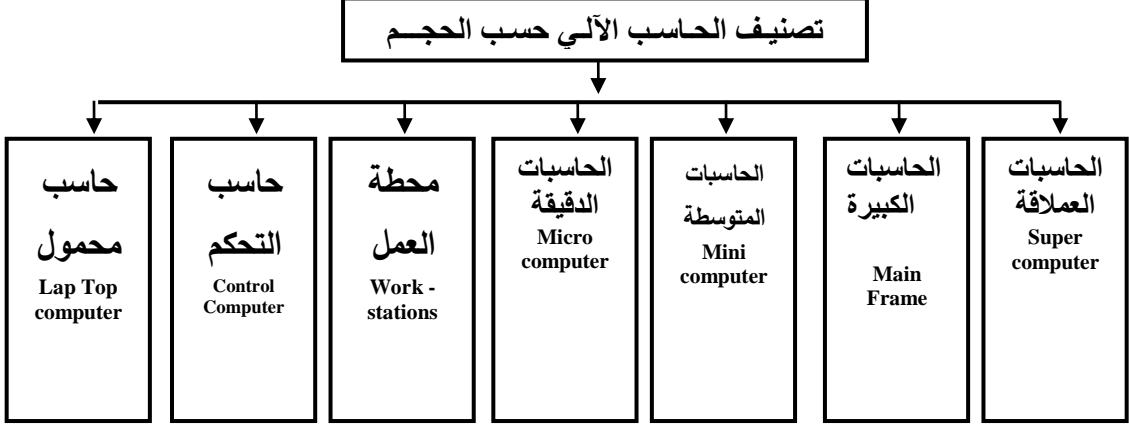 تصنيف الحاسب الآلي حسب الحجم
الحاسبات
العملاقة
Super
computer
الحاسبات
الكبيرة
Main
Frame
الحاسبات
المتوسطة
Mini
computer
الحاسبات
الدقيقة
Micro
computer
محطة
العمل
Work -
stations
حاسب
التحكم
Control
Computer
حاسب
محمول
Lap Top
computer